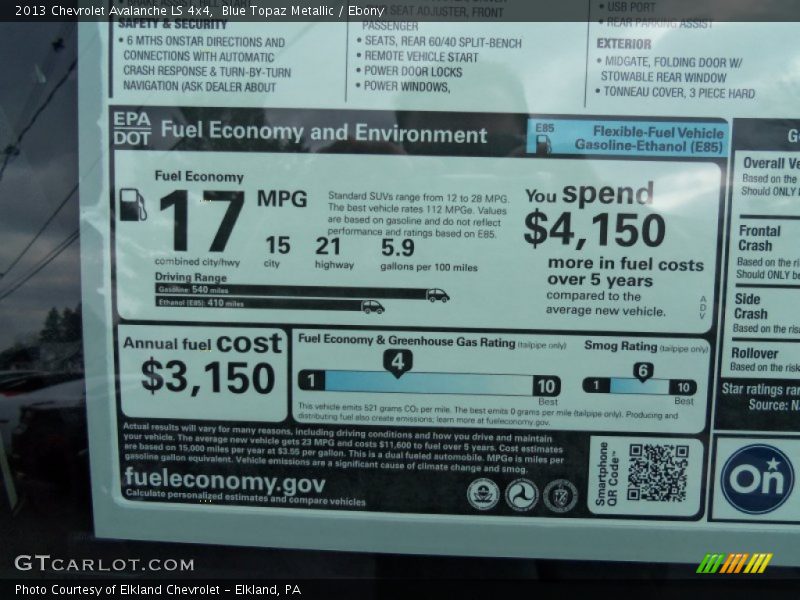 2013 Chevrolet Avalanche LS 4x4, Blue Topaz Metallic / Ebony
SAFETY & SECURITY
• 6 MTHS ONSTAR DIRECTIONS AND
CONNECTIONS WITH AUTOMATIC
CRASH RESPONSE & TURN-BY-TURN
NAVIGATION (ASK DEALER ABOUT
SEAT ADJUSTER, FRONT
PASSENGER
• SEATS, REAR 60/40 SPLIT-BENCH
• REMOTE VEHICLE START
• POWER DOOR LOCKS
• POWER WINDOWS,
• USB PORT
• REAR PARKING ASSIST
EXTERIOR
• MIDGATE, FOLDING DOOR W/
STOWABLE REAR WINDOW
• TONNEAU COVER, 3 PIECE HARD
EPA
DOT
Fuel Economy and Environment
E85
Flexible-Fuel Vehicle
Gasoline-Ethanol (E85)
Fuel Economy
17 MPG
combined city/hwy
15
city
21
highway
5.9
gallons per 100 miles
Standard SUVs range from 12 to 28 MPG.
The best vehicle rates 112 MPGe. Values
are based on gasoline and do not reflect
performance and ratings based on E85.
Driving Range
Gasoline: 540 miles
Ethanol (E85): 410 miles
You spend
$4,150
more in fuel costs
over 5 years
compared to the
average new vehicle.
ADV
Annual fuel cost
$3,150
Fuel Economy & Greenhouse Gas Rating (tailpipe only)
4
1
10
Best
Smog Rating (tailpipe only)
6
1
10
Best
This vehicle emits 521 grams CO₂ per mile. The best emits 0 grams per mile (tailpipe only). Producing and
distributing fuel also create emissions; learn more at fueleconomy.gov.
Actual results will vary for many reasons, including driving conditions and how you drive and maintain
your vehicle. The average new vehicle gets 23 MPG and costs $11,600 to fuel over 5 years. Cost estimates
are based on 15,000 miles per year at $3.55 per gallon. This is a dual fueled automobile. MPGe is miles per
gasoline gallon equivalent. Vehicle emissions are a significant cause of climate change and smog.
fueleconomy.gov
Calculate personalized estimates and compare vehicles
Smartphone
QR Code™
Overall Ve
Based on the
Should ONLY
Frontal
Crash
Based on the ri
Should ONLY be
Side
Crash
Based on the ris
Rollover
Based on the risk
Star ratings ra
Source: N
On
GTCARLOT.COM
Photo Courtesy of Elkland Chevrolet - Elkland, PA